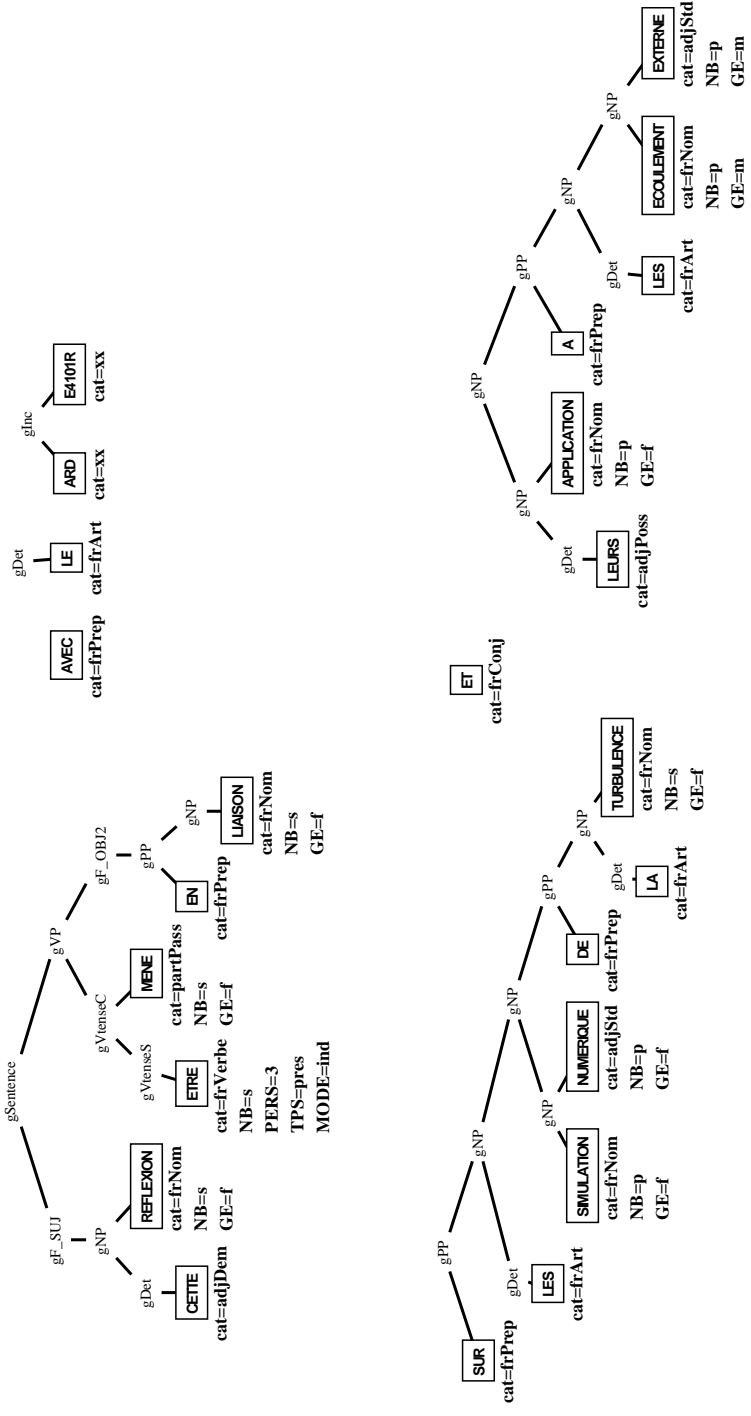 gSentence
gF_SUJ
gVP
gNP
gVtenseC
gF_OBJ2
gDet
REFLEXION
cat=frNom
NB=s
GE=f
CETTE
cat=adjDem
gVtenseS
MENE
cat=partPass
NB=s
GE=f
ETRE
cat=frVerbe
NB=s
PERS=3
TPS=pres
MODE=ind
gPP
EN
cat=frPrep
gNP
LIAISON
cat=frNom
NB=s
GE=f
AVEC
cat=frPrep
gDet
LE
cat=frArt
gInc
ARD
cat=xx
E4101R
cat=xx
gPP
SUR
cat=frPrep
gNP
gDet
LES
cat=frArt
gNP
gNP
SIMULATION
cat=frNom
NB=p
GE=f
NUMERIQUE
cat=adjStd
NB=p
GE=f
gPP
DE
cat=frPrep
gNP
gDet
LA
cat=frArt
TURBULENCE
cat=frNom
NB=s
GE=f
ET
cat=frConj
gNP
gNP
gDet
LEURS
cat=adjPoss
APPLICATION
cat=frNom
NB=p
GE=f
gPP
A
cat=frPrep
gNP
gDet
LES
cat=frArt
gNP
ECOULEMENT
cat=frNom
NB=p
GE=m
EXTERNE
cat=adjStd
NB=p
GE=m